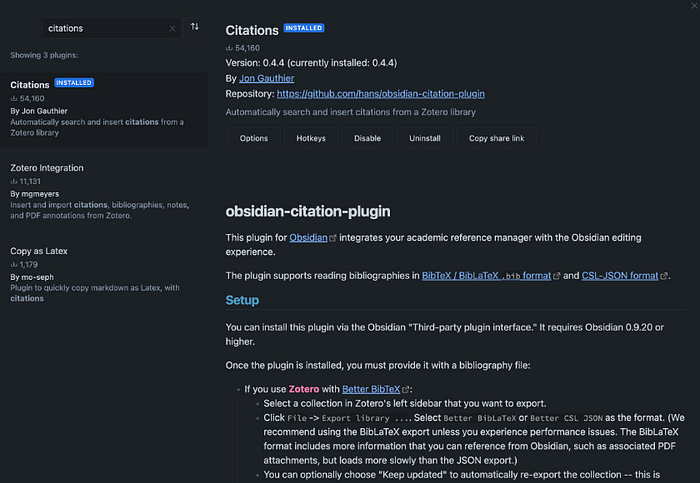 citations
Showing 3 plugins:
Citations INSTALLED
54,160
By Jon Gauthier
Automatically search and insert citations from a
Zotero library
Zotero Integration
11,131
By mgmeyers
Insert and import citations, bibliographies, notes,
and PDF annotations from Zotero.
Copy as Latex
1,179
By mo-seph
Plugin to quickly copy markdown as Latex, with
citations
Citations INSTALLED
54,160
Version: 0.4.4 (currently installed: 0.4.4)
By Jon Gauthier
Repository: https://github.com/hans/obsidian-citation-plugin
Automatically search and insert citations from a Zotero library
Options Hotkeys Disable Uninstall Copy share link
obsidian-citation-plugin
This plugin for Obsidian integrates your academic reference manager with the Obsidian editing
experience.
The plugin supports reading bibliographies in BibTeX / BibLaTeX .bib format and CSL-JSON format.
Setup
You can install this plugin via the Obsidian "Third-party plugin interface." It requires Obsidian 0.9.20 or
higher.
Once the plugin is installed, you must provide it with a bibliography file:
• If you use Zotero with Better BibTeX:
• Select a collection in Zotero's left sidebar that you want to export.
• Click File -> Export library .... Select Better BibLaTeX or Better CSL JSON as the format. (We
recommend using the BibLaTeX export unless you experience performance issues. The BibLaTeX
format includes more information that you can reference from Obsidian, such as associated PDF
attachments, but loads more slowly than the JSON export.)
• You can optionally choose "Keep updated" to automatically re-export the collection -- this is